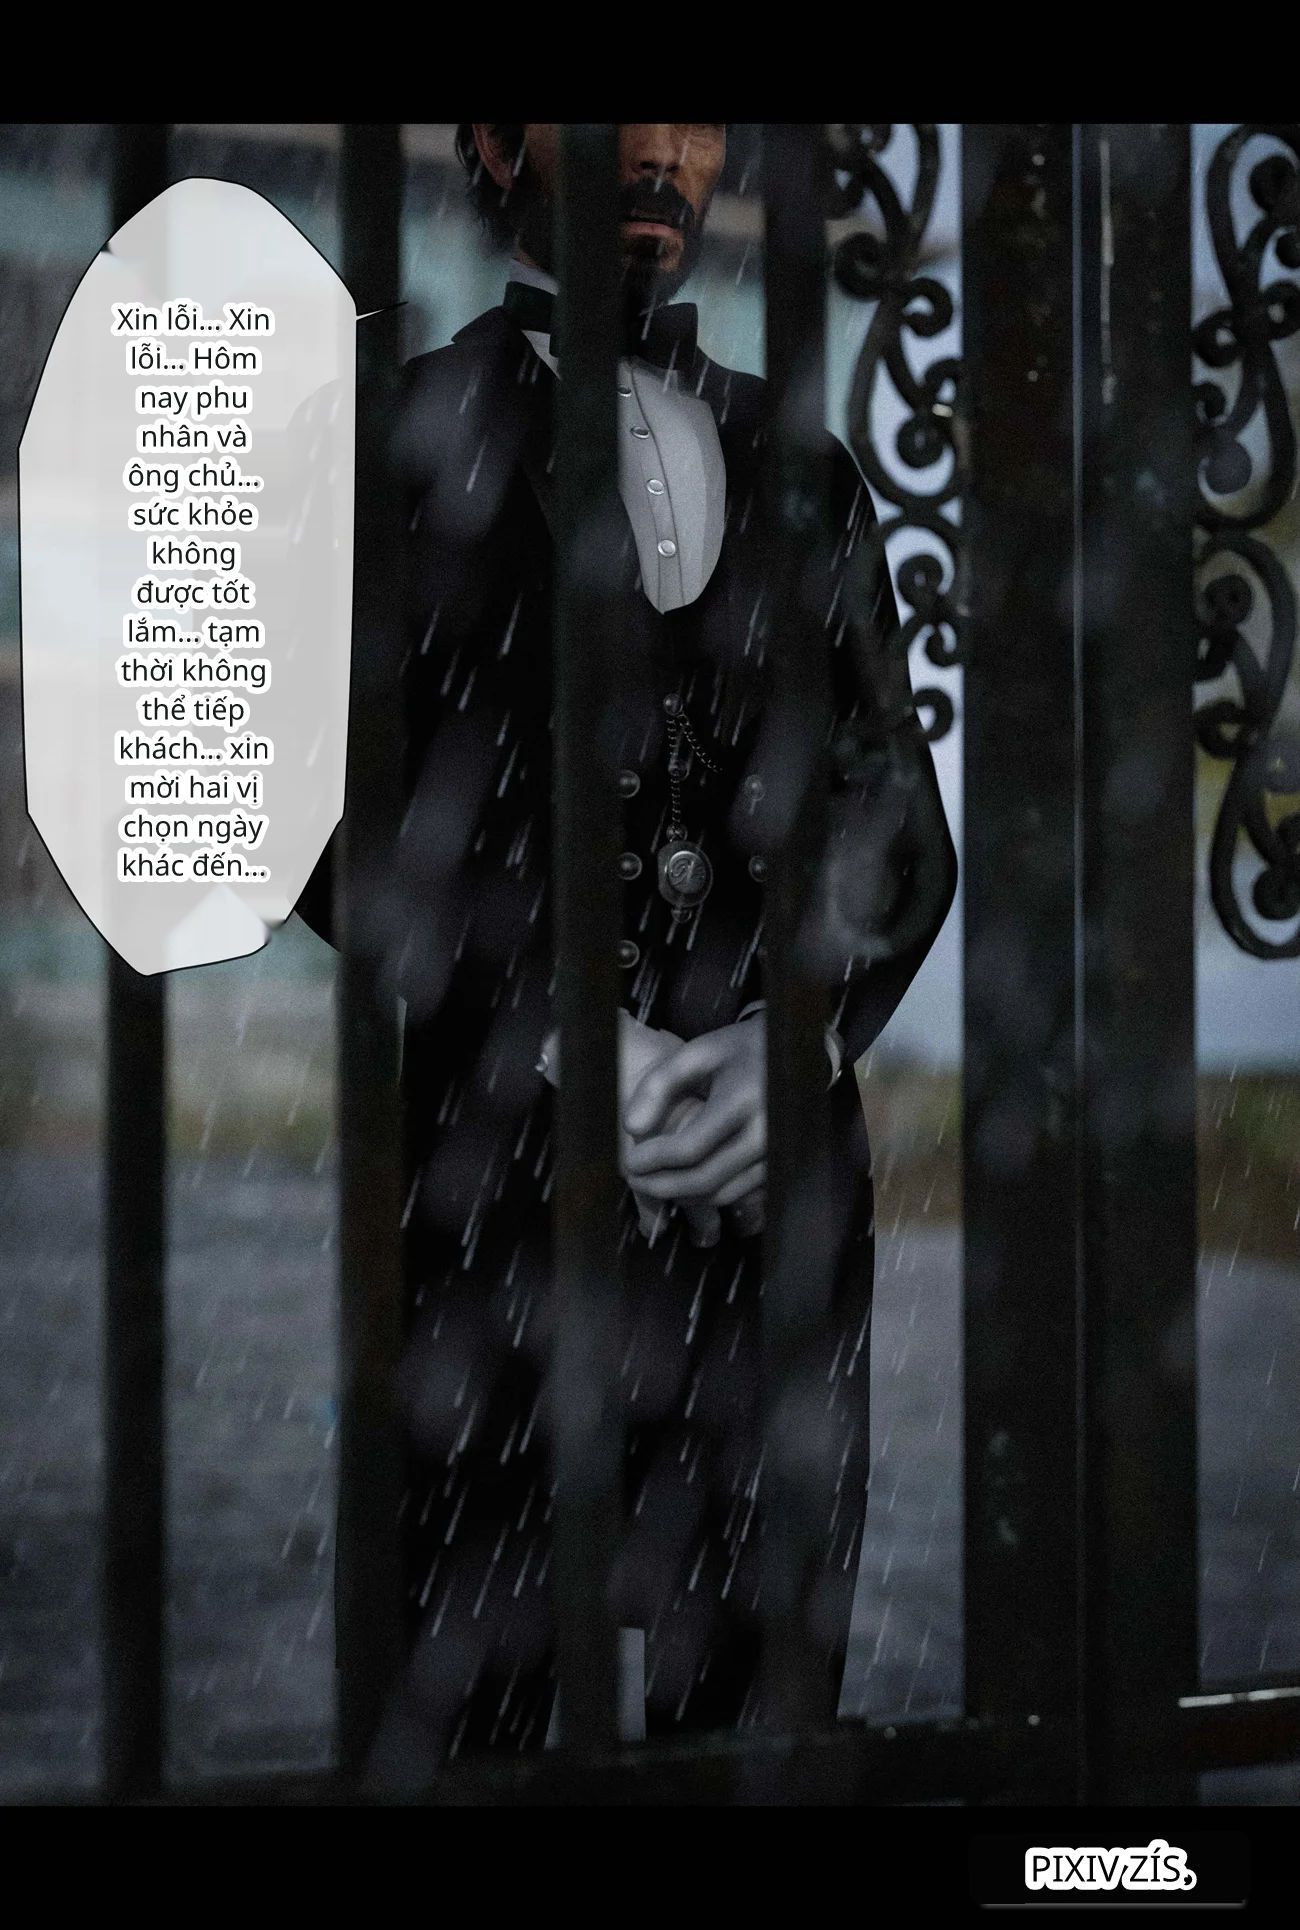 Xin lỗi... Xin
lỗi... Hôm
nay phu
nhân và
ông chủ...
sức khỏe
không
được tốt
lắm... tạm
thời không
thể tiếp
khách... xin
mời hai vị
chọn ngày
khác đến...
PIXIV ZÍS,